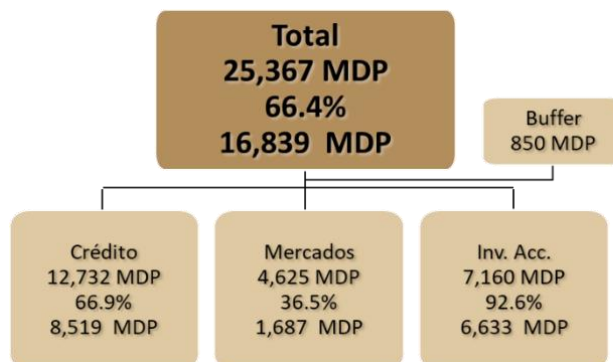 Total
25,367 MDP
66.4%
16,839 MDP
Buffer
850 MDP
Crédito
12,732 MDP
66.9%
8,519 MDP
Mercados
4,625 MDP
36.5%
1,687 MDP
Inv. Acc.
7,160 MDP
92.6%
6,633 MDP